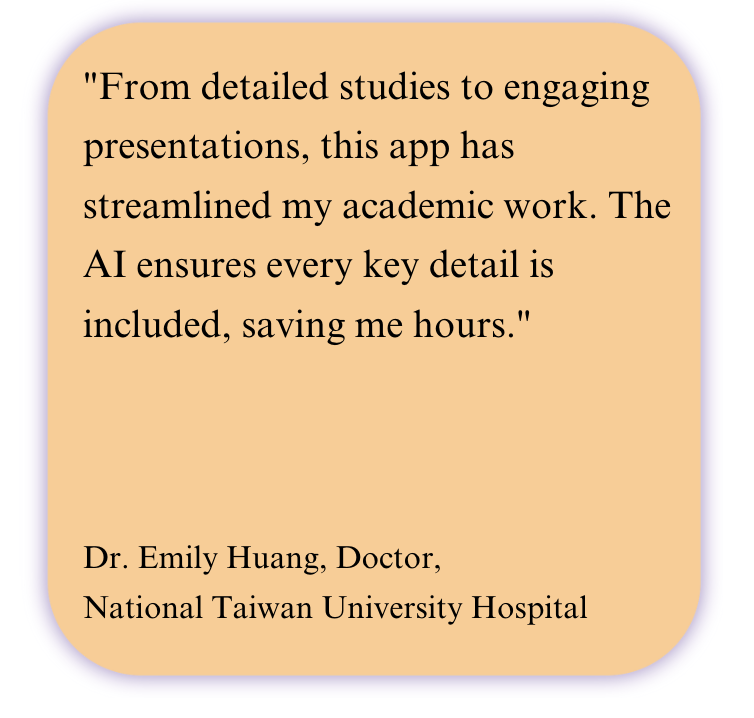 "From detailed studies to engaging
presentations, this app has
streamlined my academic work. The
AI ensures every key detail is
included, saving me hours."
Dr. Emily Huang, Doctor,
National Taiwan University Hospital